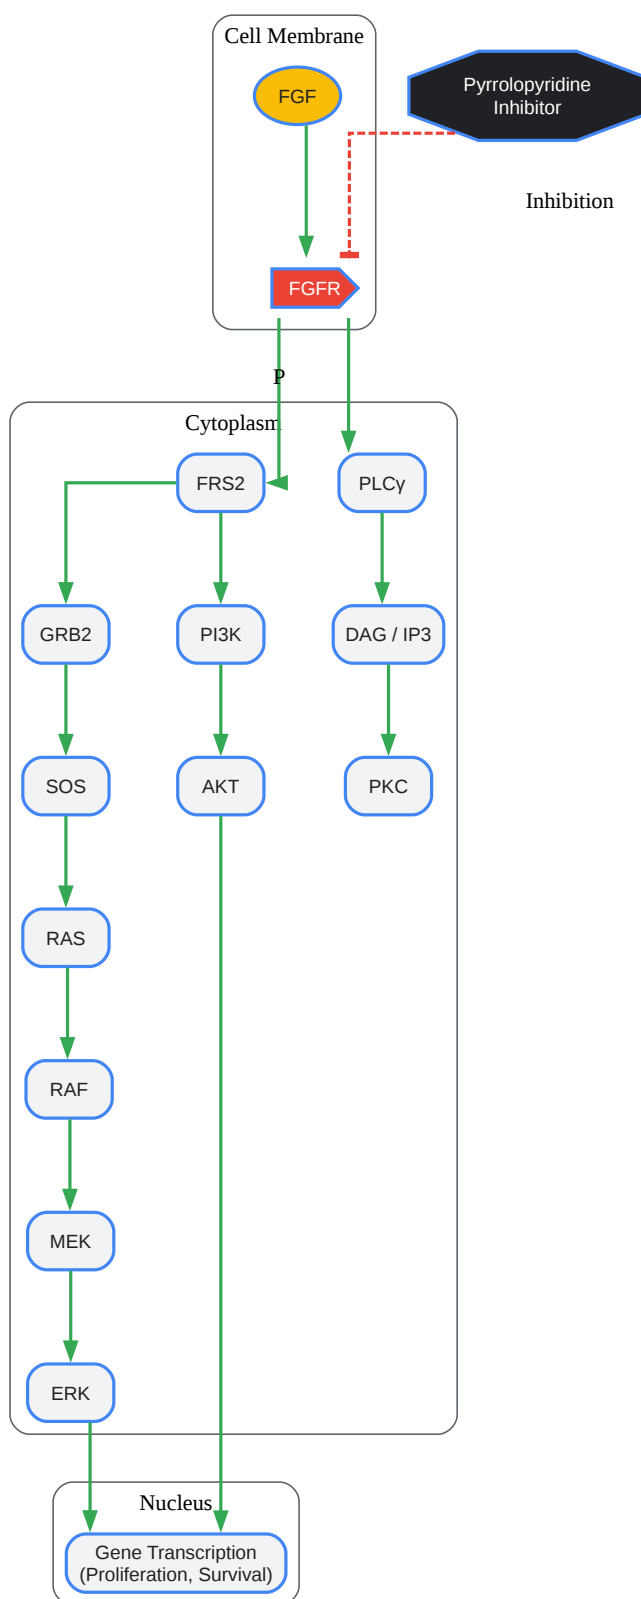 Cell Membrane
FGF
Pyrrolopyridine
Inhibitor
Inhibition
FGFR
P
Cytoplasm
FRS2
PLCγ
GRB2
PI3K
DAG / IP3
SOS
AKT
PKC
RAS
RAF
MEK
ERK
Nucleus
Gene Transcription
(Proliferation, Survival)